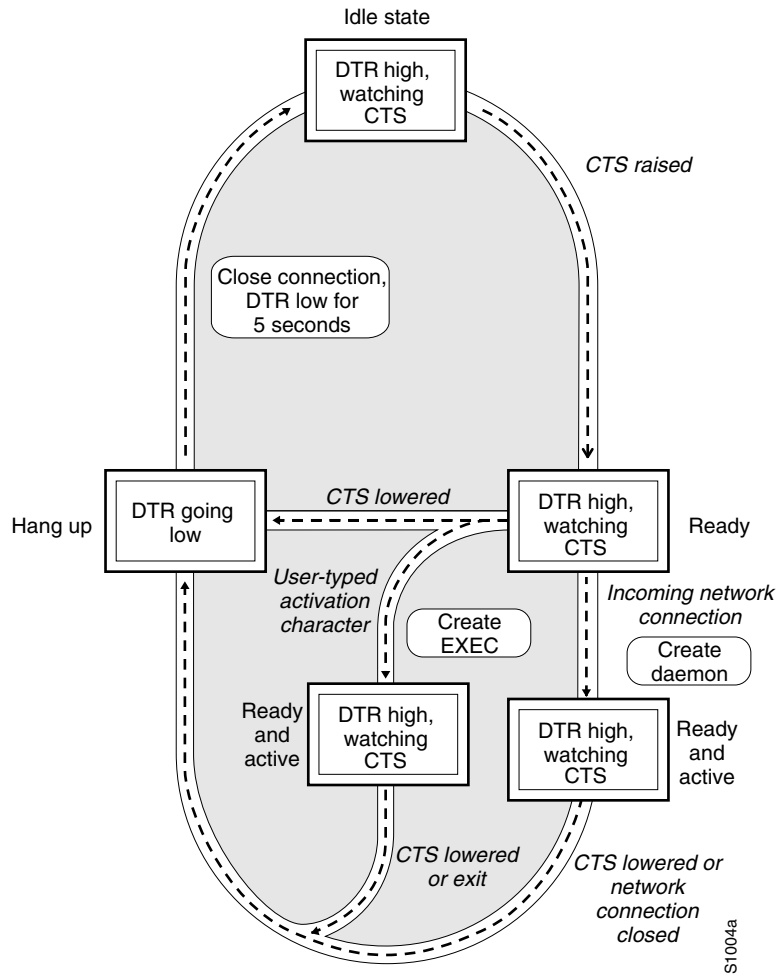 Idle state
DTR high,
watching
CTS
CTS raised
Close connection,
DTR low for
5 seconds
Hang up
DTR going
low
CTS lowered
DTR high,
watching
CTS
Ready
User-typed
activation
character
Create
EXEC
Incoming network
connection
Create
daemon
Ready
and
active
DTR high,
watching
CTS
DTR high,
watching
CTS
Ready
and
active
CTS lowered
or exit
CTS lowered or
network
connection
closed
S1004a